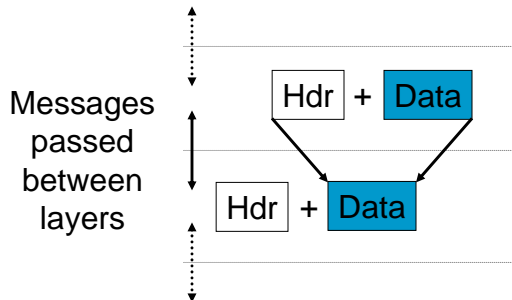 Hdr + Data
Messages
passed
between
layers
Hdr + Data